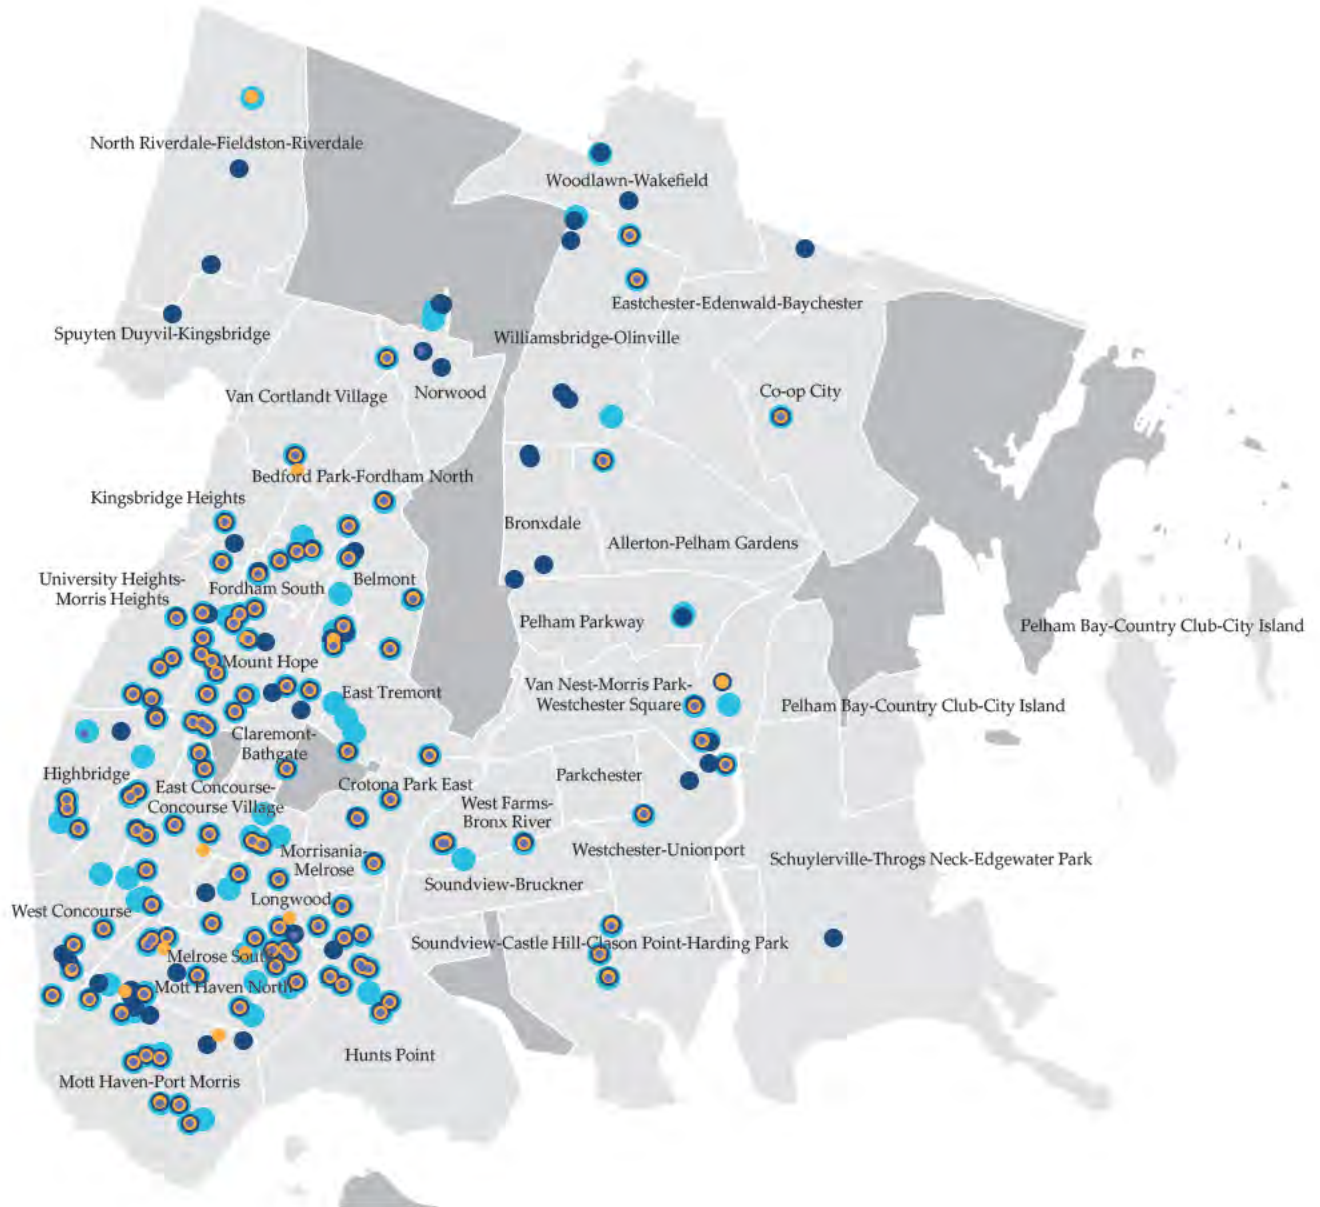 North Riverdale-Fieldston-Riverdale
Woodlawn-Wakefield
Eastchester-Edenwald-Baychester
Spuyten Duyvil-Kingsbridge
Williamsbridge-Olinville
Van Cortlandt Village
Norwood
Co-op City
Bedford Park-Fordham North
Kingsbridge Heights
Bronxdale
Allerton-Pelham Gardens
University Heights-
Morris Heights
Fordham South
Belmont
Pelham Parkway
Pelham Bay-Country Club-City Island
Mount Hope
East Tremont
Van Nest-Morris Park-
Westchester Square
Pelham Bay-Country Club-City Island
Claremont-
Bathgate
Highbridge
East Concourse-
Concourse Village
Crotona Park East
Parkchester
West Farms-
Bronx River
Morrisania-
Melrose
Westchester-Unionport
Schuylerville-Throgs Neck-Edgewater Park
Soundview-Bruckner
Longwood
West Concourse
Soundview-Castle Hill-Clason Point-Harding Park
Melrose South
Mott Haven North
Hunts Point
Mott Haven-Port Morris